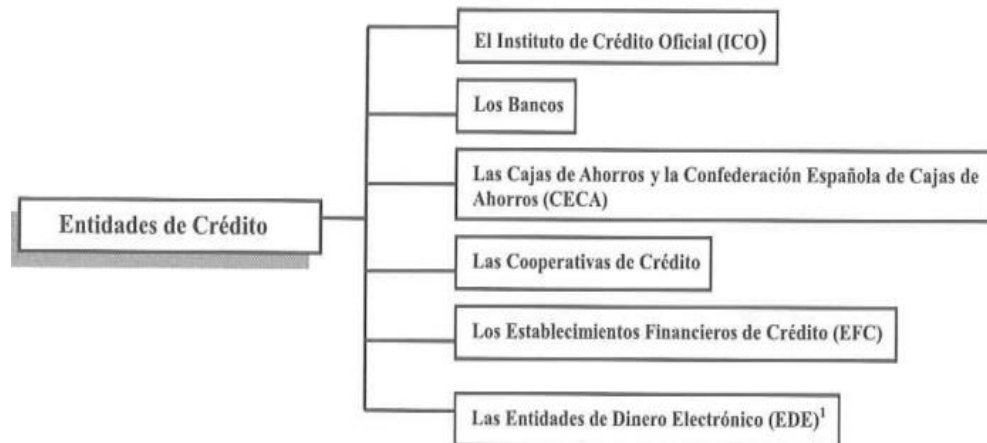 El Instituto de Crédito Oficial (ICO)
Los Bancos
Las Cajas de Ahorros y la Confederación Española de Cajas de
Ahorros (CECA)
Entidades de Crédito
Las Cooperativas de Crédito
Los Establecimientos Financieros de Crédito (EFC)
Las Entidades de Dinero Electrónico (EDE)¹